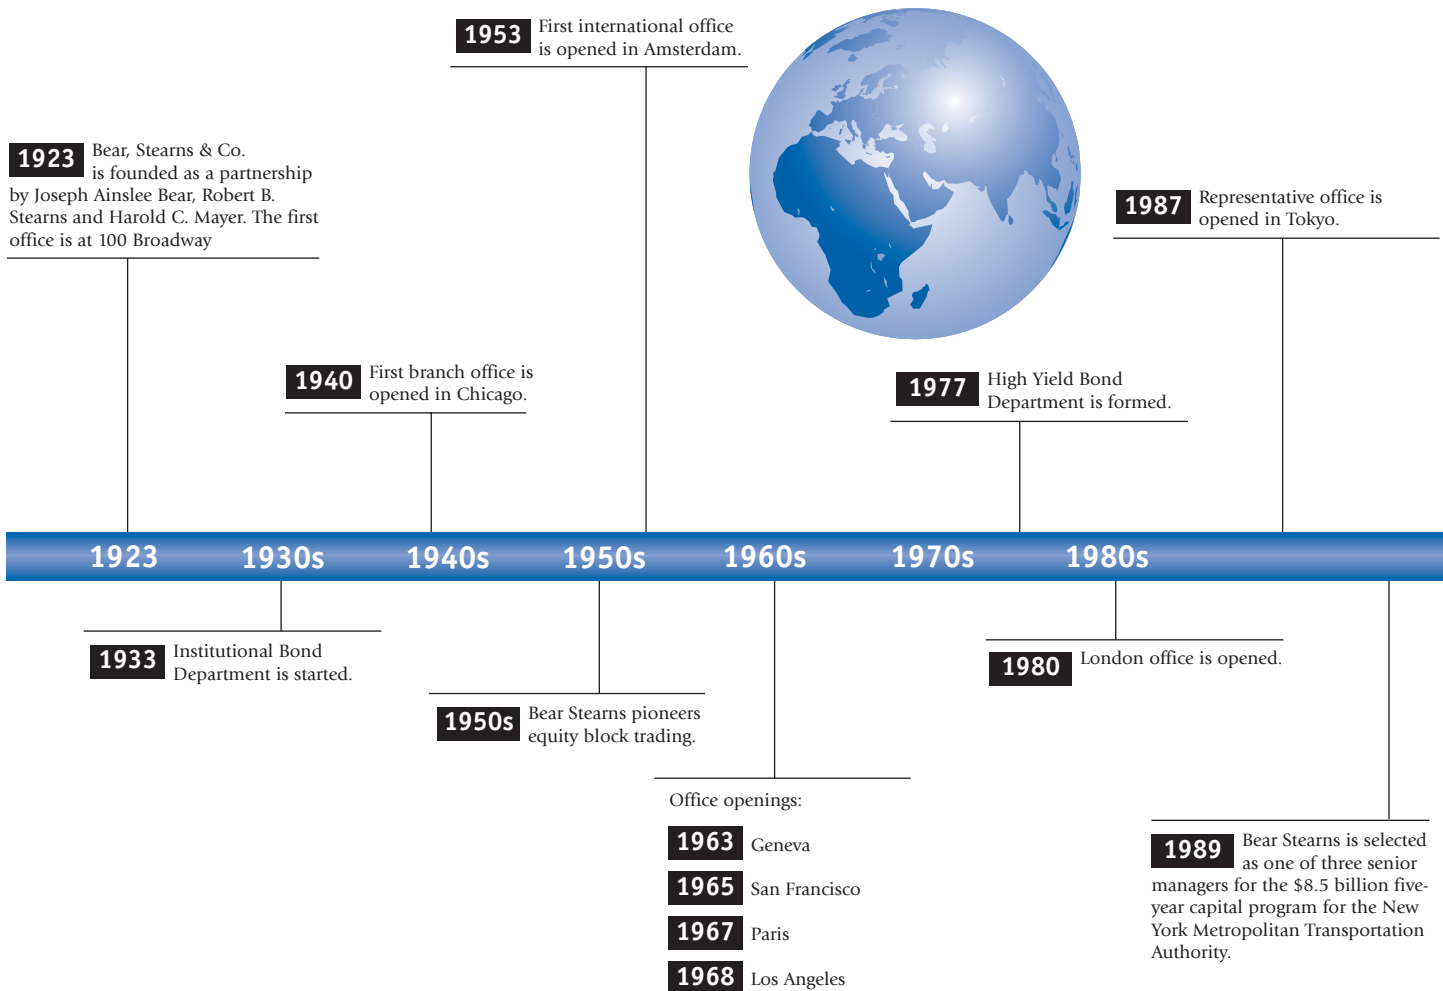 1953 First international office
is opened in Amsterdam.
1923 Bear, Stearns & Co.
is founded as a partnership
by Joseph Ainslee Bear, Robert B.
Stearns and Harold C. Mayer. The first
office is at 100 Broadway
1987 Representative office is
opened in Tokyo.
1940 First branch office is
opened in Chicago.
1977 High Yield Bond
Department is formed.
1923 1930s 1940s 1950s 1960s 1970s 1980s
1933 Institutional Bond
Department is started.
1980 London office is opened.
1950s Bear Stearns pioneers
equity block trading.
Office openings:
1963 Geneva
1965 San Francisco
1967 Paris
1968 Los Angeles
1989 Bear Stearns is selected
as one of three senior
managers for the $8.5 billion five-
year capital program for the New
York Metropolitan Transportation
Authority.